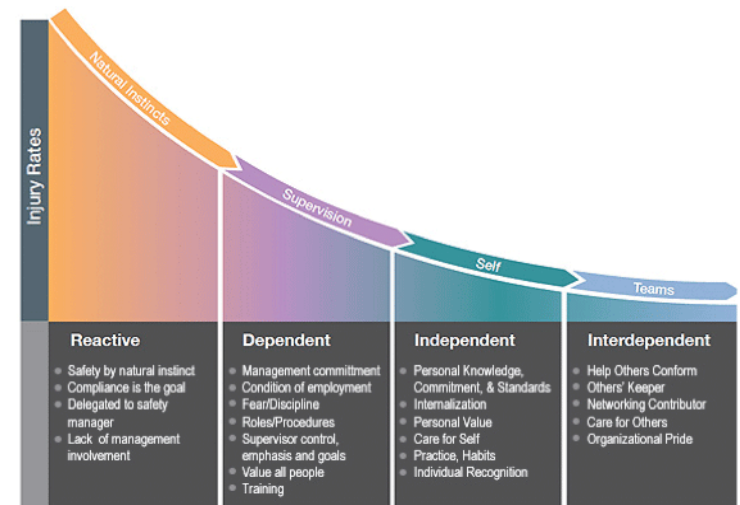 Injury Rates
Natural Instincts
Supervision
Self
Teams
Reactive
Safety by natural instinct
Compliance is the goal
Delegated to safety
manager
Lack of management
involvement
Dependent
Management committment
Condition of employment
Fear/Discipline
Roles/Procedures
Supervisor control,
emphasis and goals
Value all people
Training
Independent
Personal Knowledge,
Commitment, & Standards
Internalization
Personal Value
Care for Self
Practice, Habits
Individual Recognition
Interdependent
Help Others Conform
Others' Keeper
Networking Contributor
Care for Others
Organizational Pride